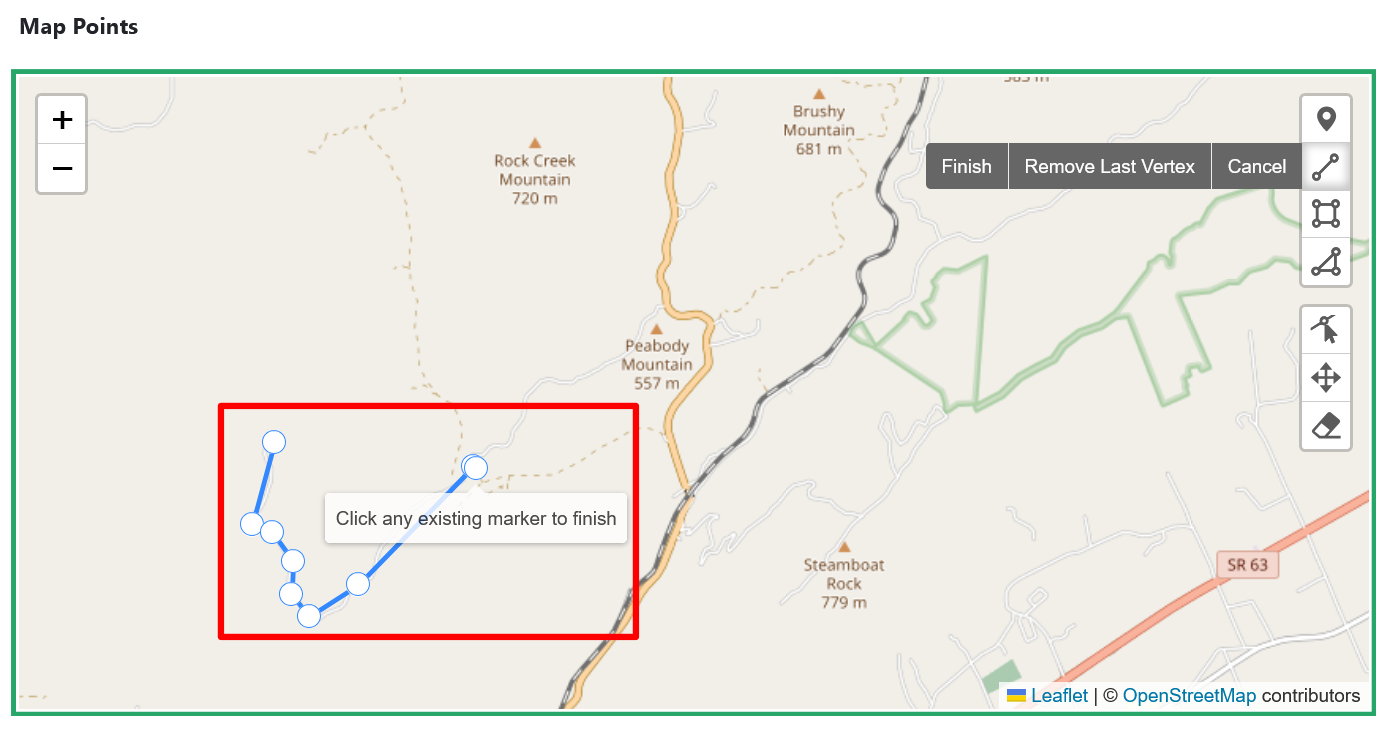 Map Points
+
−
Rock Creek
Mountain
720 m
Brushy
Mountain
681 m
Finish
Remove Last Vertex
Cancel
Peabody
Mountain
557 m
Click any existing marker to finish
Steamboat
Rock
779 m
SR 63
Leaflet | © OpenStreetMap contributors